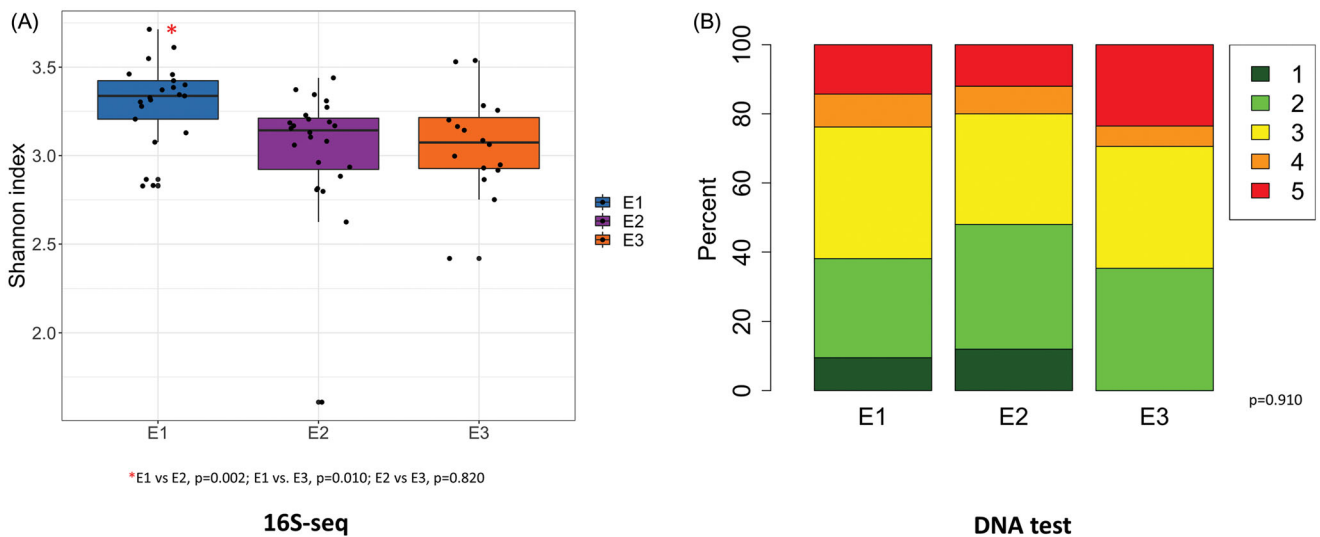 (A)
*
3.5
3.0
2.5
2.0
Shannon index
E1
E2
E3
E1
E2
E3
*E1 vs E2, p=0.002; E1 vs. E3, p=0.010; E2 vs E3, p=0.820
16S-seq
(B)
100
80
60
40
20
0
Percent
E1
E2
E3
1
2
3
4
5
p=0.910
DNA test